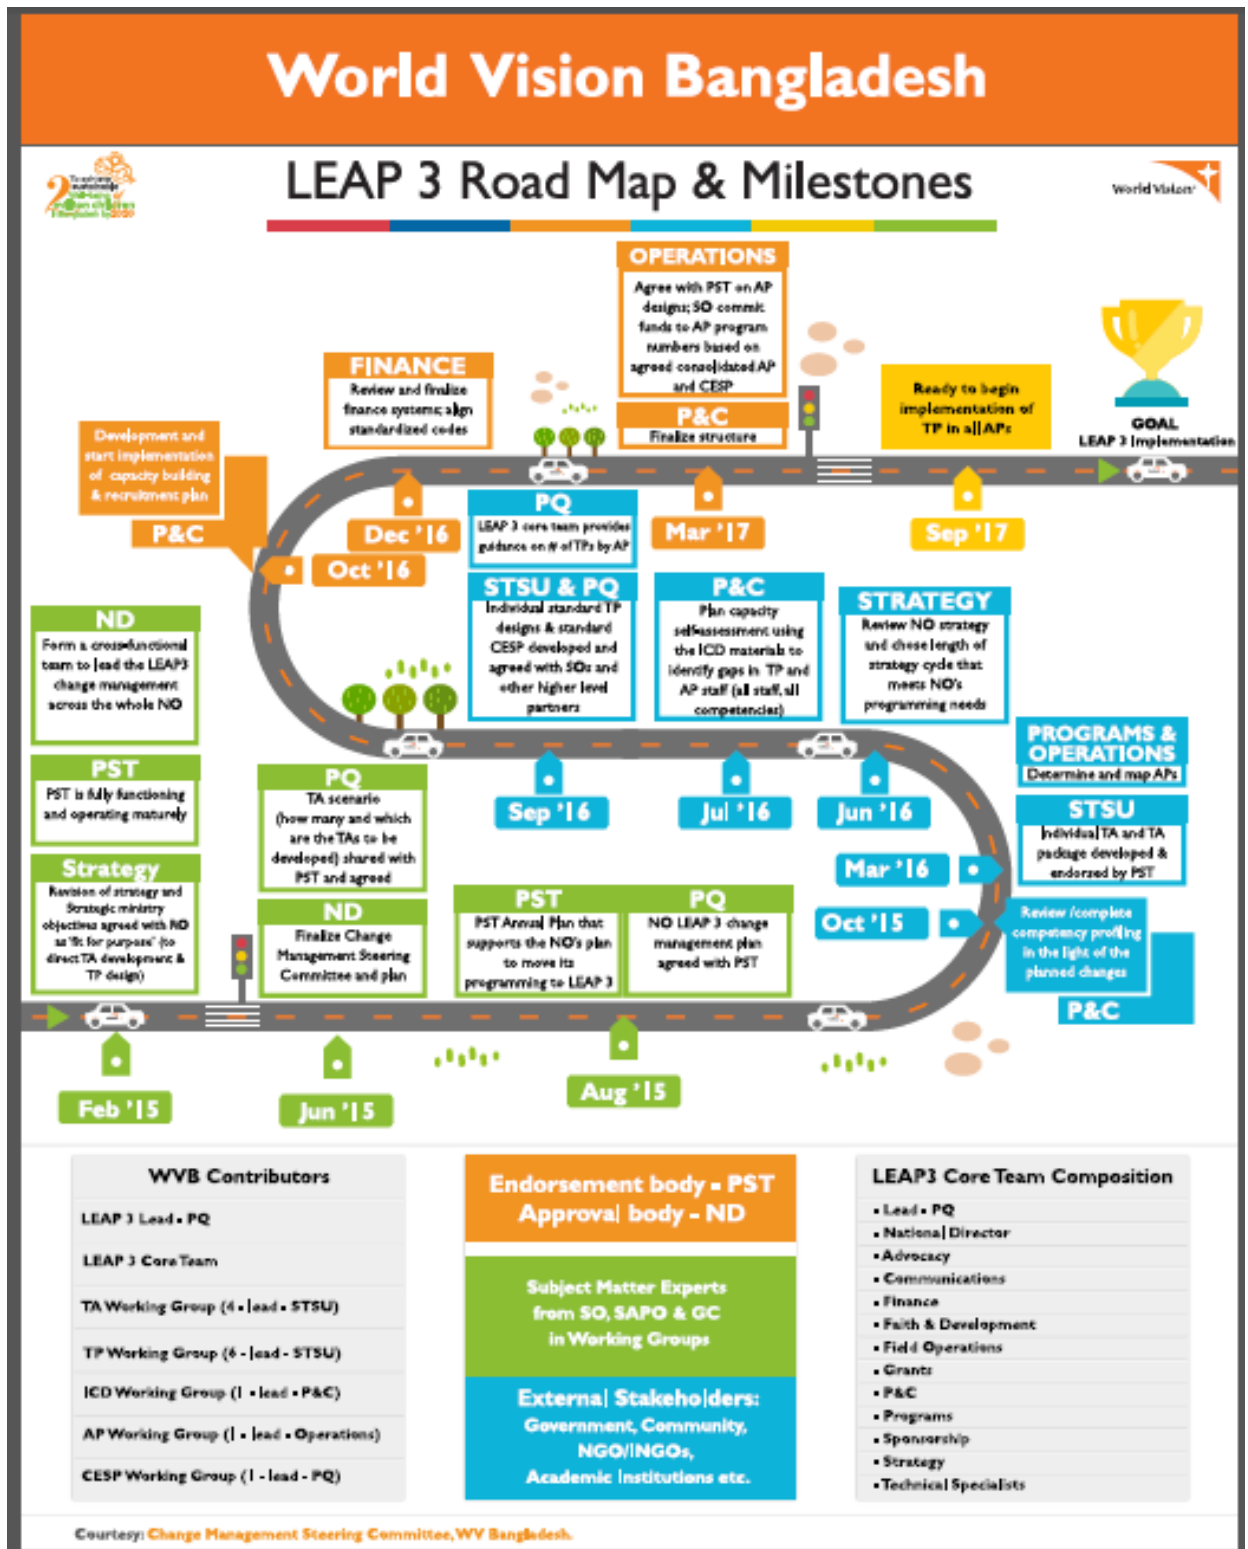 World Vision Bangladesh
LEAP 3 Road Map & Milestones
World Vision
OPERATIONS
Agree with PST on AP
designs; SO commit
funds to AP program
numbers based on
agreed consolidated AP
and CESP
P&C
Finalize structure
FINANCE
Review and finalize
finance systems; align
standardized codes
Ready to begin
implementation of
TP in all APs
GOAL
LEAP 3 Implementation
Development and
start implementation
of capacity building
& recruitment plan
P&C
Dec '16
Oct '16
PQ
LEAP 3 core team provides
guidance on # of TPs by AP
Mar '17
Sep '17
STSU & PQ
Individual standard TP
designs & standard
CESP developed and
agreed with SOs and
other higher level
partners
P&C
Plan capacity
self-assessment using
the ICD materials to
identify gaps in TP and
AP staff (all staff, all
competencies)
STRATEGY
Review NO strategy
and chose length of
strategy cycle that
meets NO's
programming needs
ND
Form a cross-functional
team to lead the LEAP3
change management
across the whole NO
PST
PST is fully functioning
and operating maturely
Strategy
Revision of strategy and
Strategic ministry
objectives agreed with RO
as 'fit for purpose' (to
direct TA development &
TP design)
PQ
TA scenario
(how many and which
are the TAs to be
developed) shared with
PST and agreed
ND
Finalize Change
Management Steering
Committee and plan
Sep '16
Jul '16
Jun '16
PROGRAMS &
OPERATIONS
Determine and map APs
STSU
Individual TA and TA
package developed &
endorsed by PST
Mar '16
Oct '15
Review /complete
competency profiling
in the light of the
planned changes
P&C
PST
PST Annual Plan that
supports the NO's plan
to move its
programming to LEAP 3
PQ
NO LEAP 3 change
management plan
agreed with PST
Feb '15
Jun '15
Aug '15
WVB Contributors
LEAP 3 Lead - PQ
LEAP 3 Core Team
TA Working Group (4 - lead - STSU)
TP Working Group (6 - lead - STSU)
ICD Working Group (1 - lead - P&C)
AP Working Group (1 - lead - Operations)
CESP Working Group (1 - lead - PQ)
Endorsement body - PST
Approval body - ND
Subject Matter Experts
from SO, SAPO & GC
in Working Groups
External Stakeholders:
Government, Community,
NGO/INGOs,
Academic Institutions etc.
LEAP3 Core Team Composition
▪ Lead - PQ
▪ National Director
▪ Advocacy
▪ Communications
▪ Finance
▪ Faith & Development
▪ Field Operations
▪ Grants
▪ P&C
▪ Programs
▪ Sponsorship
▪ Strategy
▪ Technical Specialists
Courtesy: Change Management Steering Committee, WV Bangladesh.